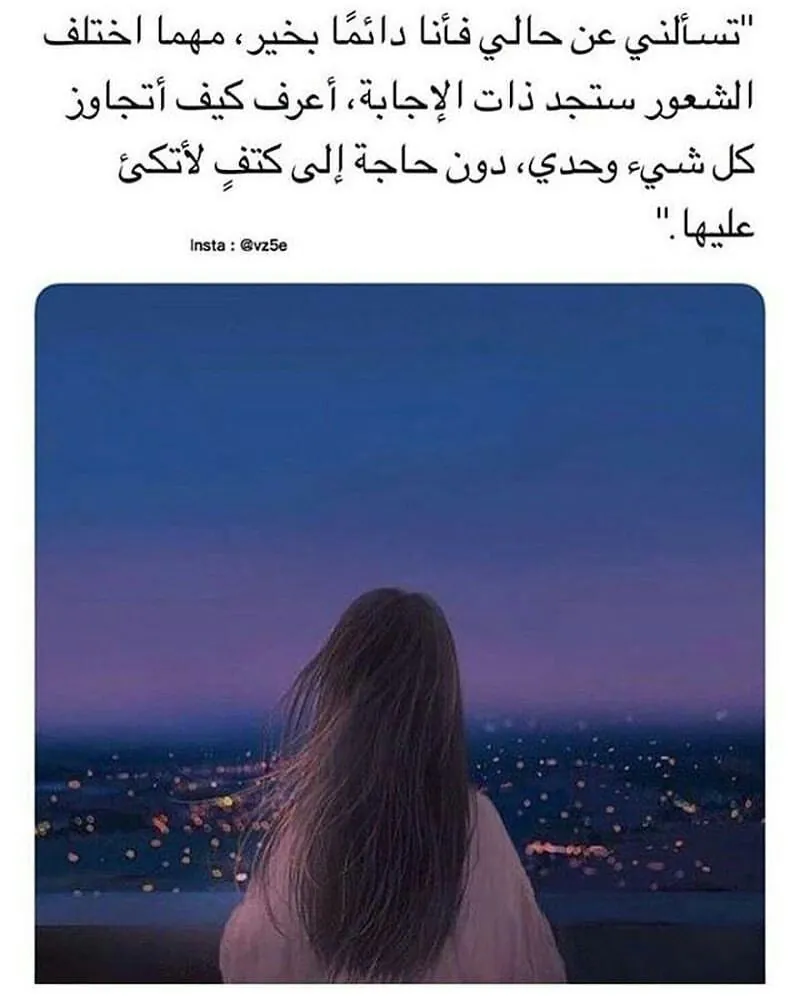 "تسألني عن حالي فأنا دائمًا بخير، مهما اختلف
الشعور ستجد ذات الإجابة، أعرف كيف أتجاوز
كل شيء وحدي، دون حاجة إلى كتفٍ لأتكئ
عليها."
Insta : @vz5e